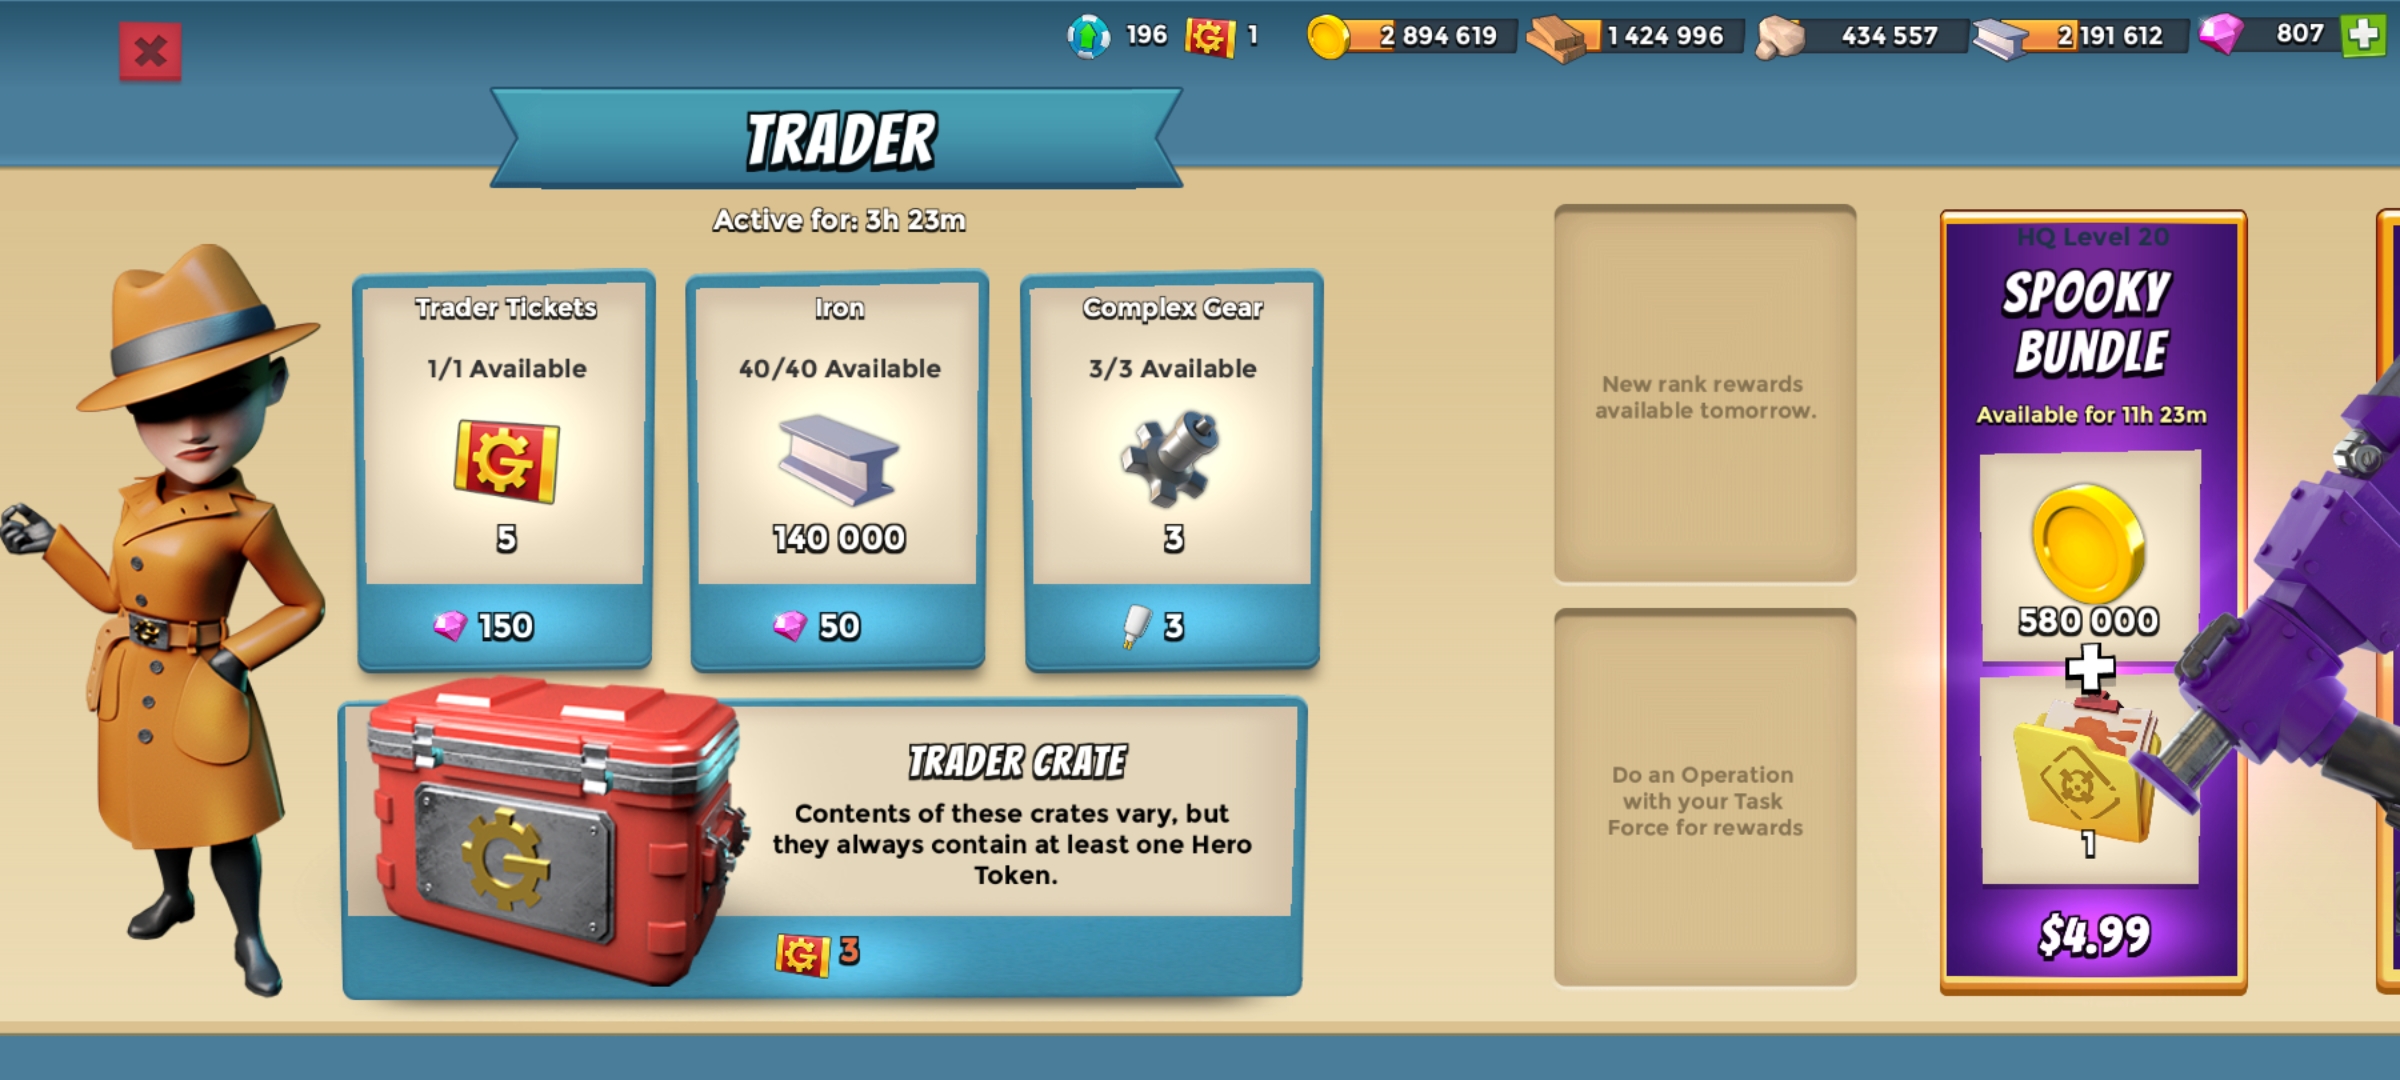 196
1
2 894 619
1 424 996
434 557
2 191 612
807
TRADER
Active for: 3h 23m
Trader Tickets
1/1 Available
5
150
Iron
40/40 Available
140 000
50
Complex Gear
3/3 Available
3
3
TRADER CRATE
Contents of these crates vary, but
they always contain at least one Hero
Token.
3
New rank rewards
available tomorrow.
Do an Operation
with your Task
Force for rewards
HQ Level 20
SPOOKY
BUNDLE
Available for 11h 23m
580 000
1
$4.99